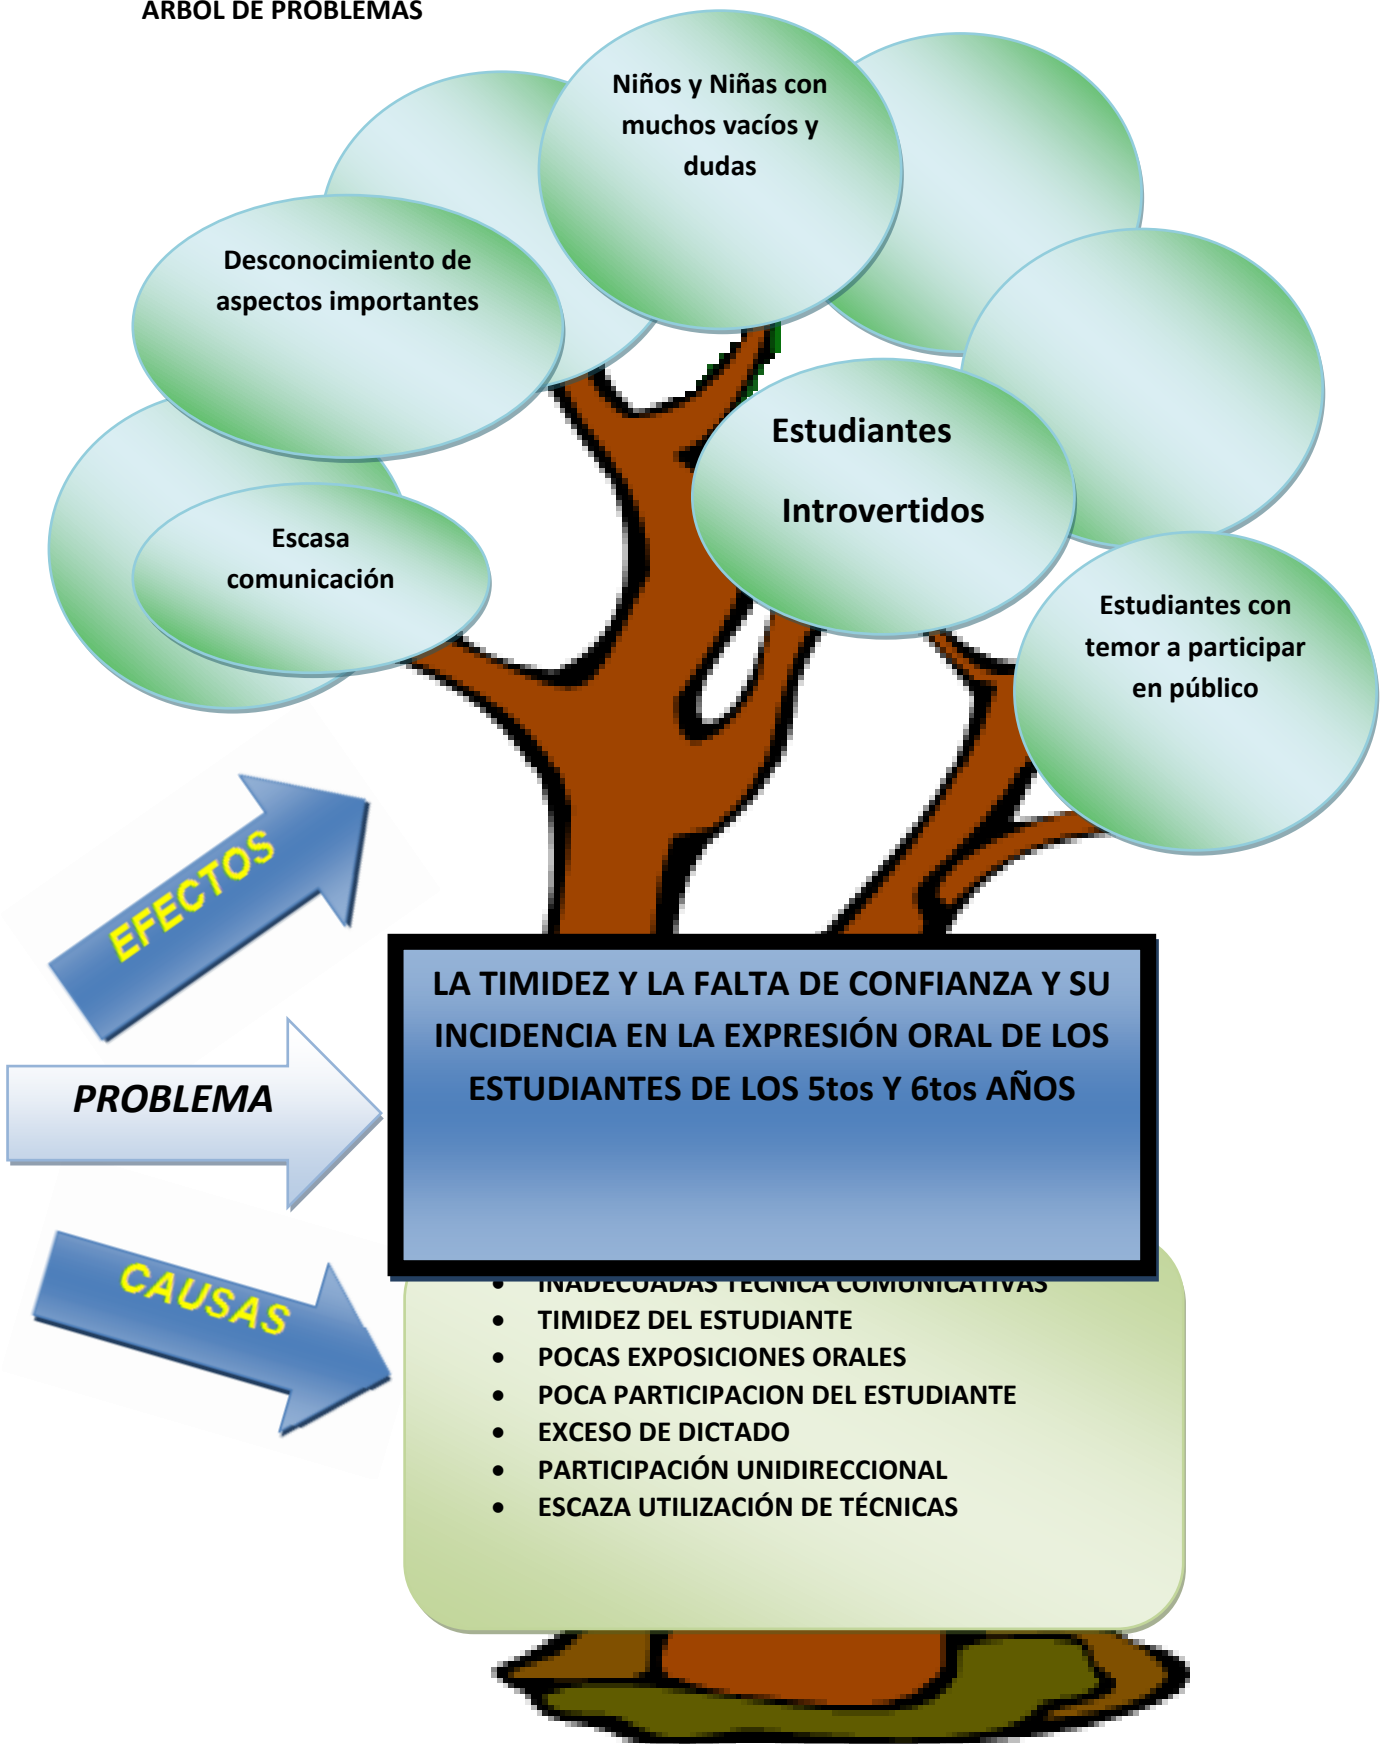 ARBOL DE PROBLEMAS
Niños y Niñas con
muchos vacíos y
dudas
Desconocimiento de
aspectos importantes
Estudiantes
Introvertidos
Escasa
comunicación
Estudiantes con
temor a participar
en público
EFECTOS
LA TIMIDEZ Y LA FALTA DE CONFIANZA Y SU
INCIDENCIA EN LA EXPRESIÓN ORAL DE LOS
ESTUDIANTES DE LOS 5tos Y 6tos AÑOS
PROBLEMA
CAUSAS
• INADECUADAS TECNICA COMUNICATIVAS
• TIMIDEZ DEL ESTUDIANTE
• POCAS EXPOSICIONES ORALES
• POCA PARTICIPACION DEL ESTUDIANTE
• EXCESO DE DICTADO
• PARTICIPACIÓN UNIDIRECCIONAL
• ESCAZA UTILIZACIÓN DE TÉCNICAS